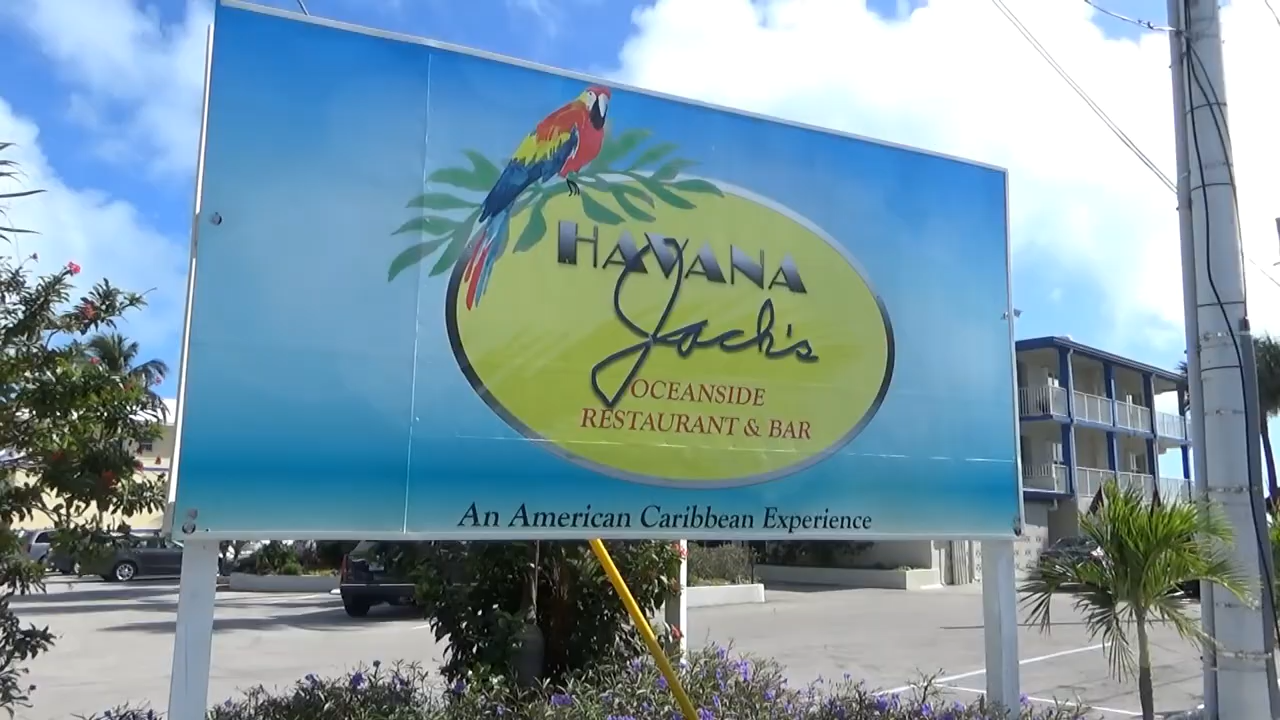 HAVANA
Jack's
OCEANSIDE
RESTAURANT & BAR
An American Caribbean Experience